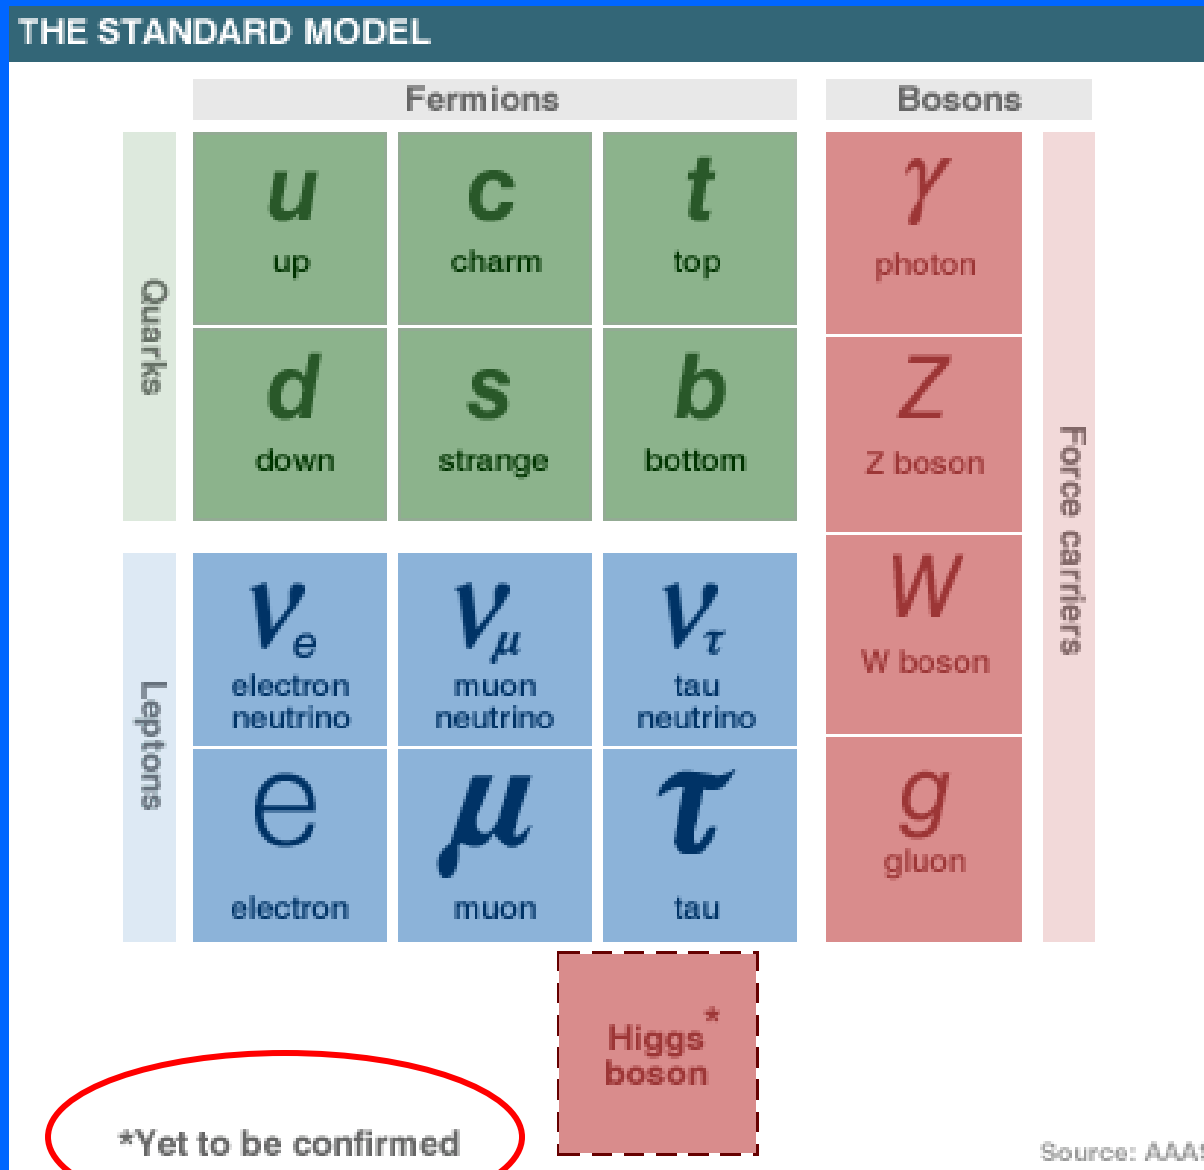 THE STANDARD MODEL
Fermions
Bosons
Quarks
u
up
c
charm
t
top
d
down
s
strange
b
bottom
Leptons
νe
electron
neutrino
νμ
muon
neutrino
ντ
tau
neutrino
e
electron
μ
muon
τ
tau
γ
photon
Z
Z boson
W
W boson
g
gluon
Force carriers
Higgs*
boson
*Yet to be confirmed
Source: